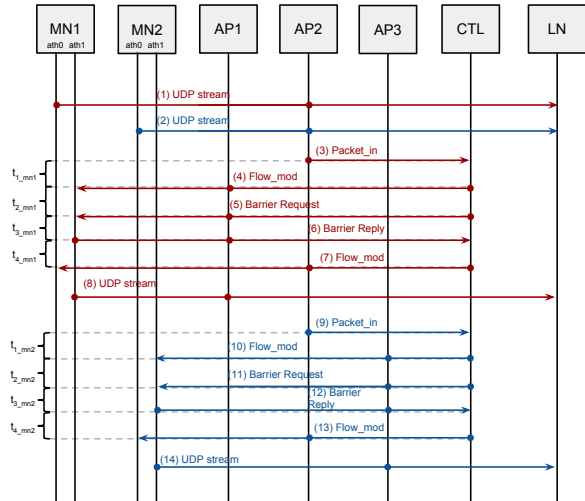 MN1
MN2
AP1
AP2
AP3
CTL
LN
ath0 ath1
ath0 ath1
(1) UDP stream
(2) UDP stream
(3) Packet_in
t1_mn1
(4) Flow_mod
t2_mn1
(5) Barrier Request
t3_mn1
(6) Barrier Reply
t4_mn1
(7) Flow_mod
(8) UDP stream
(9) Packet_in
t1_mn2
(10) Flow_mod
t2_mn2
(11) Barrier Request
t3_mn2
(12) Barrier
Reply
t4_mn2
(13) Flow_mod
(14) UDP stream